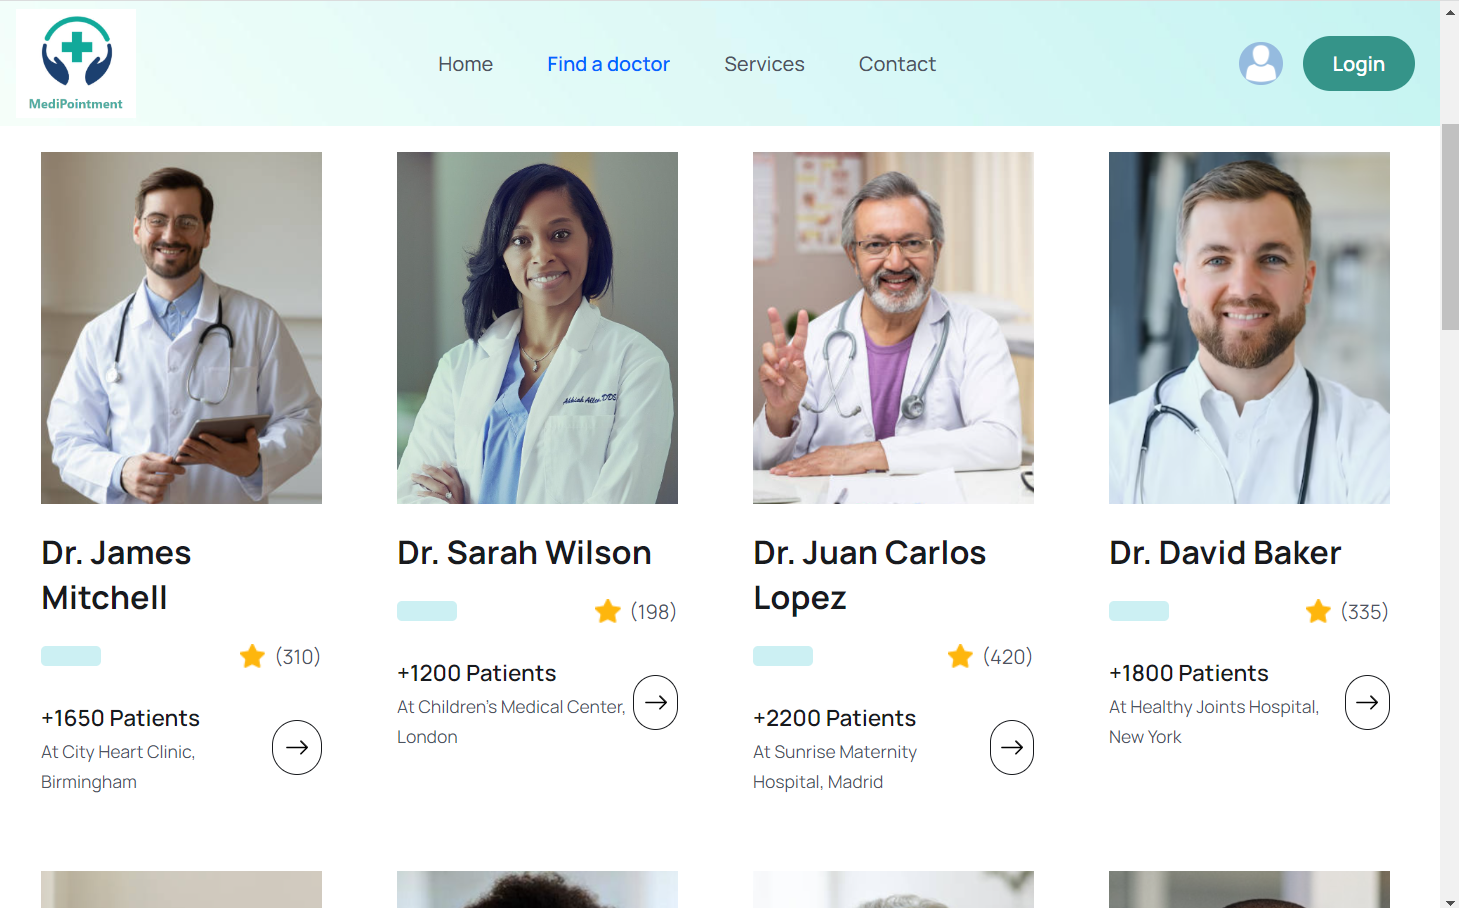 MediPointment
Home
Find a doctor
Services
Contact
Login
Dr. James
Mitchell
(310)
+1650 Patients
At City Heart Clinic,
Birmingham
Dr. Sarah Wilson
(198)
+1200 Patients
At Children's Medical Center,
London
Dr. Juan Carlos
Lopez
(420)
+2200 Patients
At Sunrise Maternity
Hospital, Madrid
Dr. David Baker
(335)
+1800 Patients
At Healthy Joints Hospital,
New York